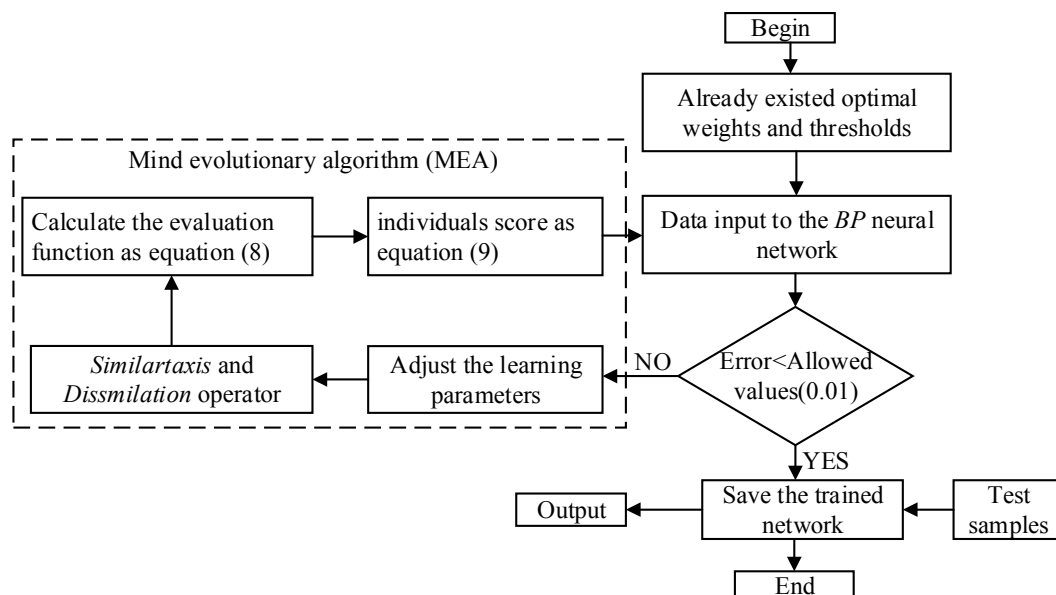 Begin
Already existed optimal
weights and thresholds
Mind evolutionary algorithm (MEA)
Calculate the evaluation
function as equation (8)
individuals score as
equation (9)
Data input to the BP neural
network
Similartaxis and
Dissmilation operator
Adjust the learning
parameters
NO
Error<Allowed
values(0.01)
YES
Output
Save the trained
network
Test
samples
End